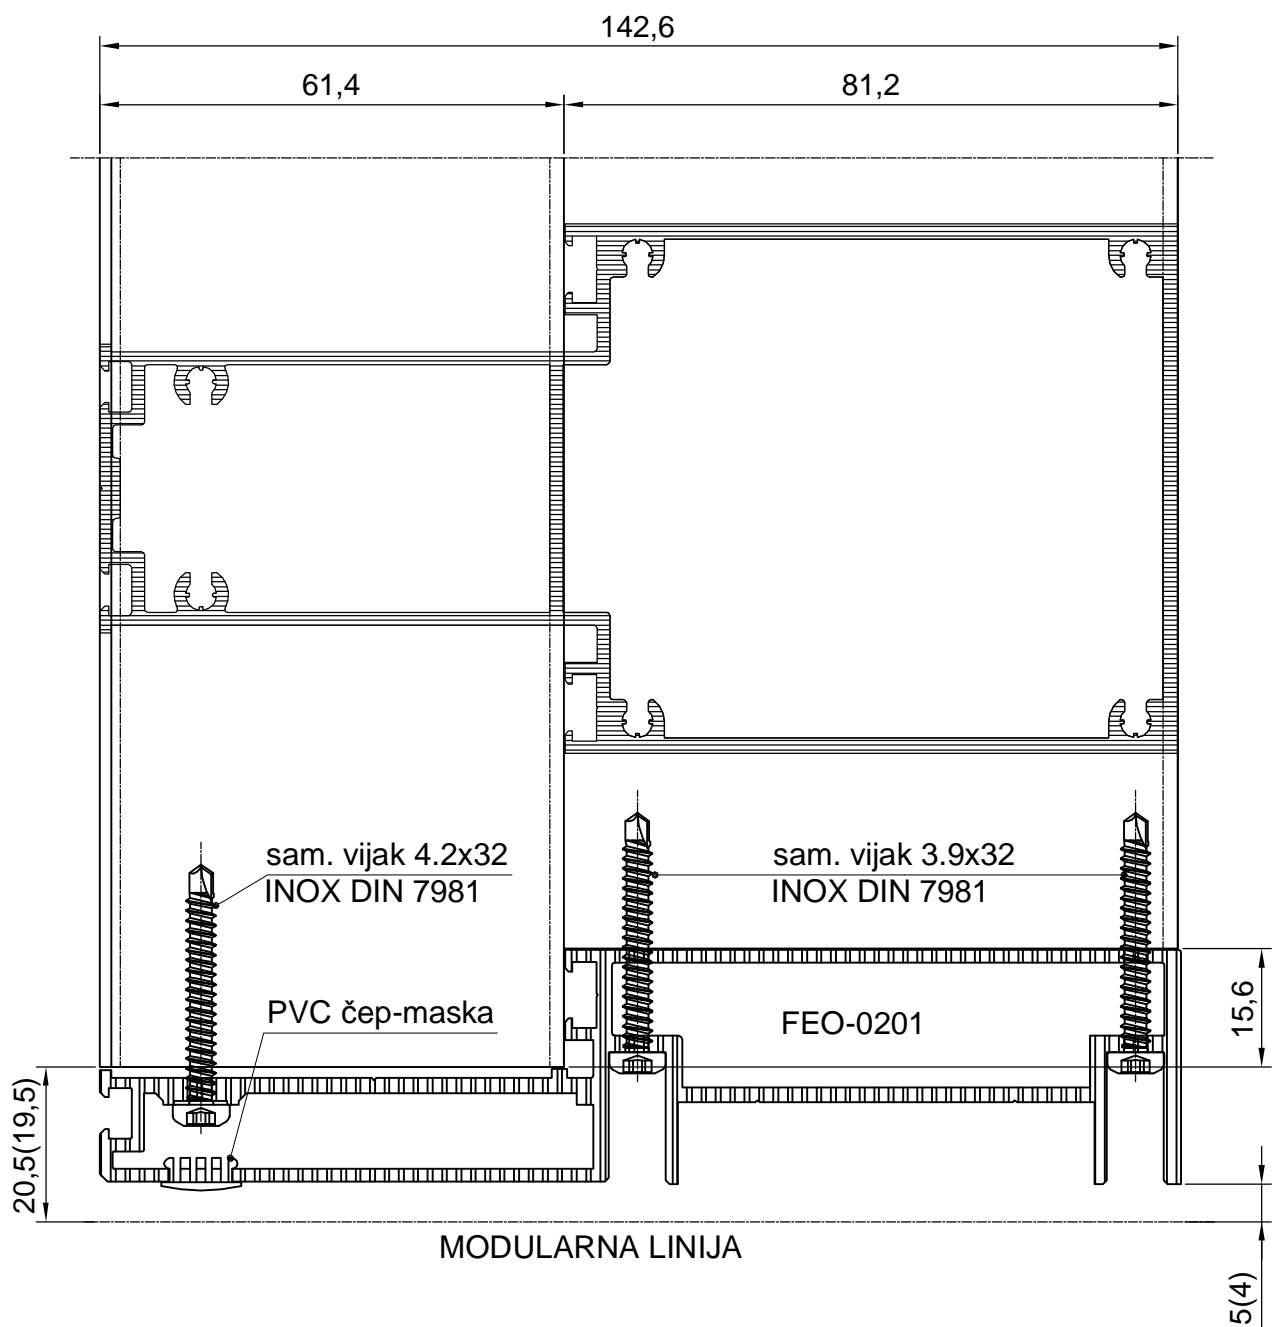 142,6
61,4
81,2
sam. vijak 4.2x32
INOX DIN 7981
sam. vijak 3.9x32
INOX DIN 7981
PVC čep-maska
FEO-0201
15,6
20,5(19,5)
MODULARNA LINIJA
5(4)